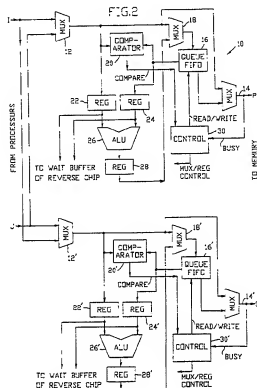 FIG.2
I
MUX
12
MUX
18
16
10
COMP-
ARATOR
20
COMPARE
QUEUE
FIFO
MUX
14
P
22
REG
REG
24
READ/WRITE
30
CONTROL
BUSY
26
ALU
TO WAIT BUFFER
OF REVERSE CHIP
REG
28
MUX/REG
CONTROL
FROM PROCESSORS
TO MEMORY
MUX
12'
MUX
18'
16'
COMP-
ARATOR
20'
COMPARE
QUEUE
FIFO
MUX
14'
22'
REG
REG
24'
READ/WRITE
30'
CONTROL
BUSY
26'
ALU
TO WAIT BUFFER
OF REVERSE CHIP
REG
28'
MUX/REG
CONTROL